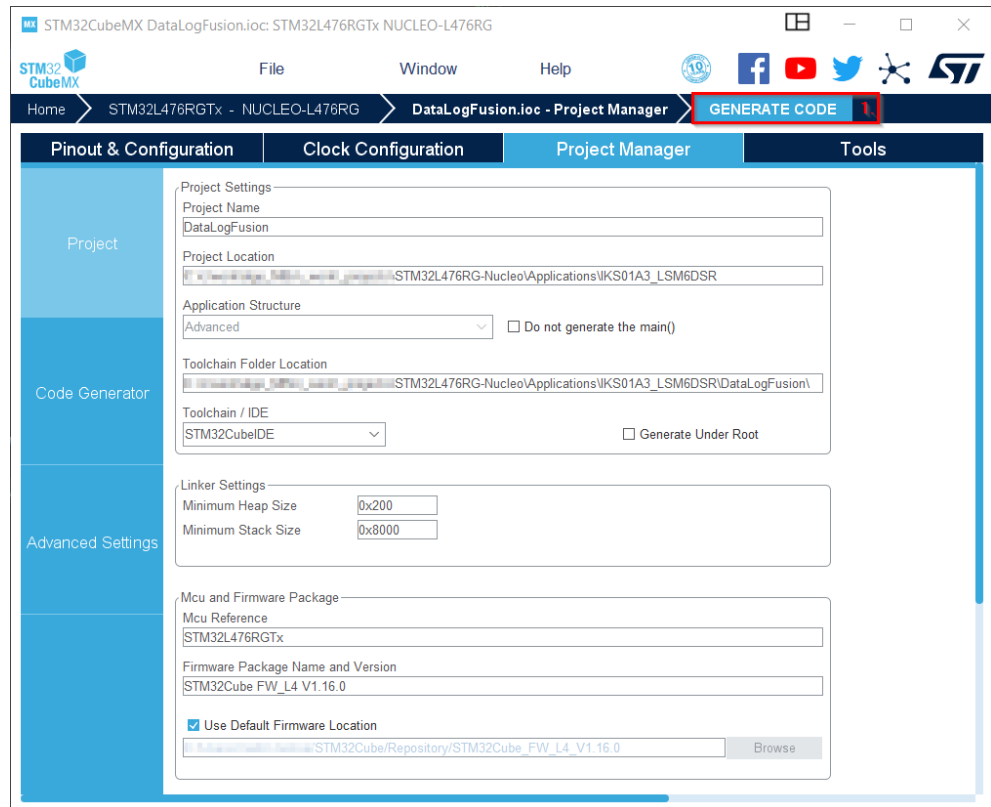 MX STM32CubeMX DataLogFusion.ioc: STM32L476RGTx NUCLEO-L476RG
STM32
CubeMX
File Window Help
10
Home STM32L476RGTx - NUCLEO-L476RG DataLogFusion.ioc - Project Manager GENERATE CODE 1
Pinout & Configuration Clock Configuration Project Manager Tools
Project
Code Generator
Advanced Settings
Project Settings
Project Name
DataLogFusion
Project Location
STM32L476RG-Nucleo\Applications\IKS01A3_LSM6DSR
Application Structure
Advanced Do not generate the main()
Toolchain Folder Location
STM32L476RG-Nucleo\Applications\IKS01A3_LSM6DSR\DataLogFusion\
Toolchain / IDE
STM32CubeIDE Generate Under Root
Linker Settings
Minimum Heap Size 0x200
Minimum Stack Size 0x8000
Mcu and Firmware Package
Mcu Reference
STM32L476RGTx
Firmware Package Name and Version
STM32Cube FW_L4 V1.16.0
Use Default Firmware Location
STM32Cube/Repository/STM32Cube_FW_L4_V1.16.0 Browse